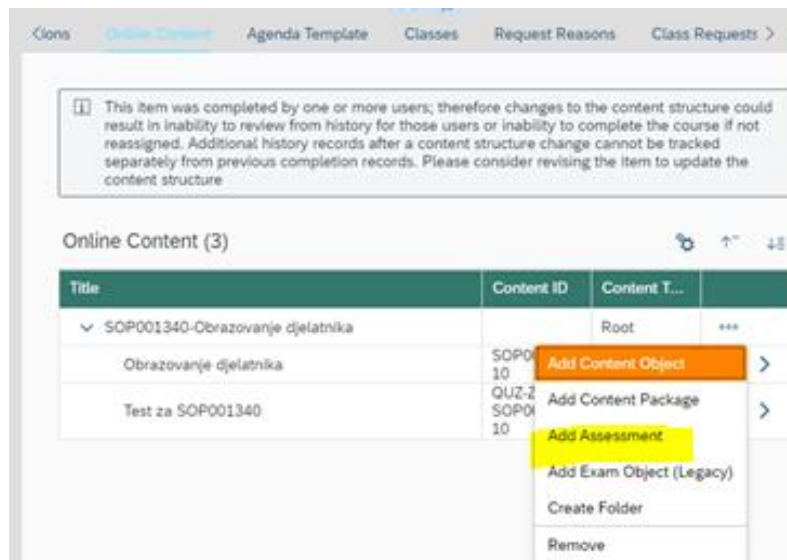 Online Content Agenda Template Classes Request Reasons Class Requests
This item was completed by one or more users; therefore changes to the content structure could
result in inability to review from history for those users or inability to complete the course if not
reassigned. Additional history records after a content structure change cannot be tracked
separately from previous completion records. Please consider revising the item to update the
content structure
Online Content (3)
Title Content ID Content T...
SOP001340-Obrazovanje djelatnika Root
Obrazovanje djelatnika
10
Test za SOP001340
10
Add Content Object
Add Content Package
Add Assessment
Add Exam Object (Legacy)
Create Folder
Remove